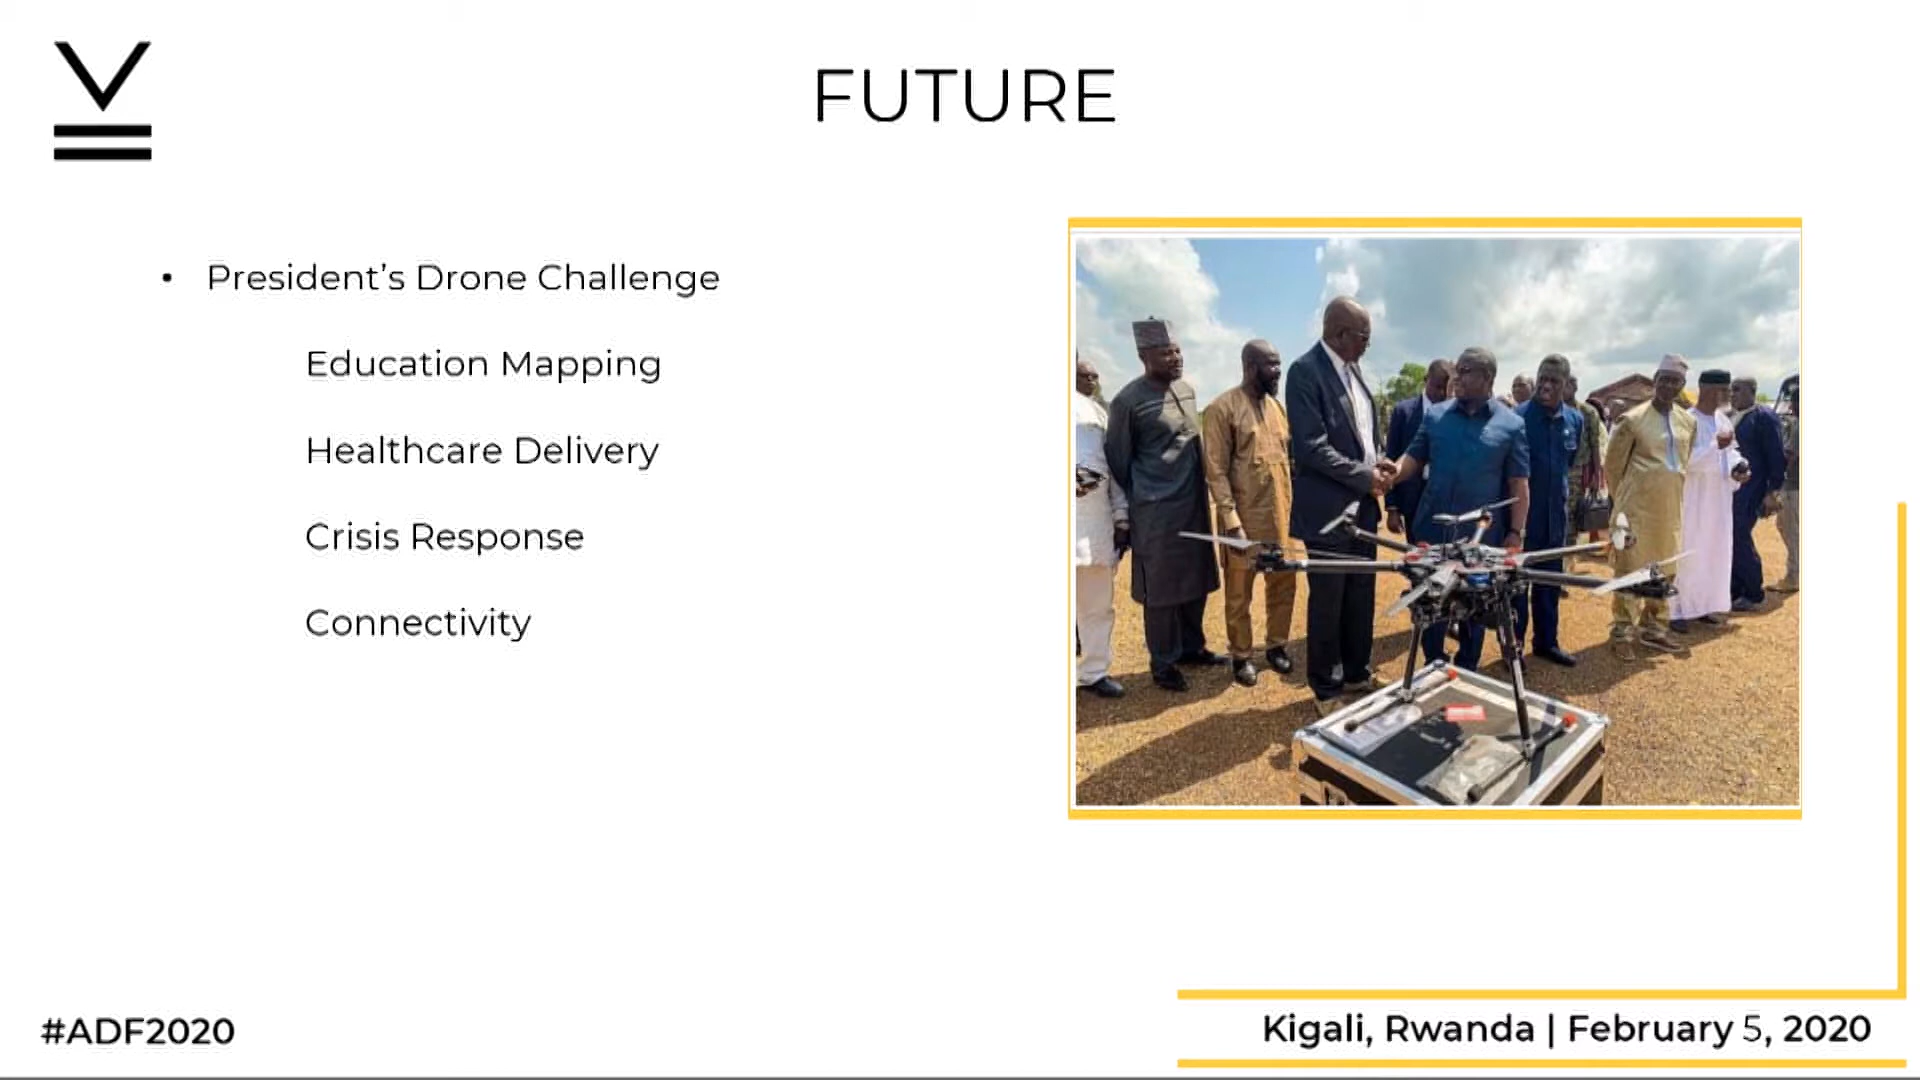 FUTURE
• President’s Drone Challenge
Education Mapping
Healthcare Delivery
Crisis Response
Connectivity
#ADF2020
Kigali, Rwanda | February 5, 2020